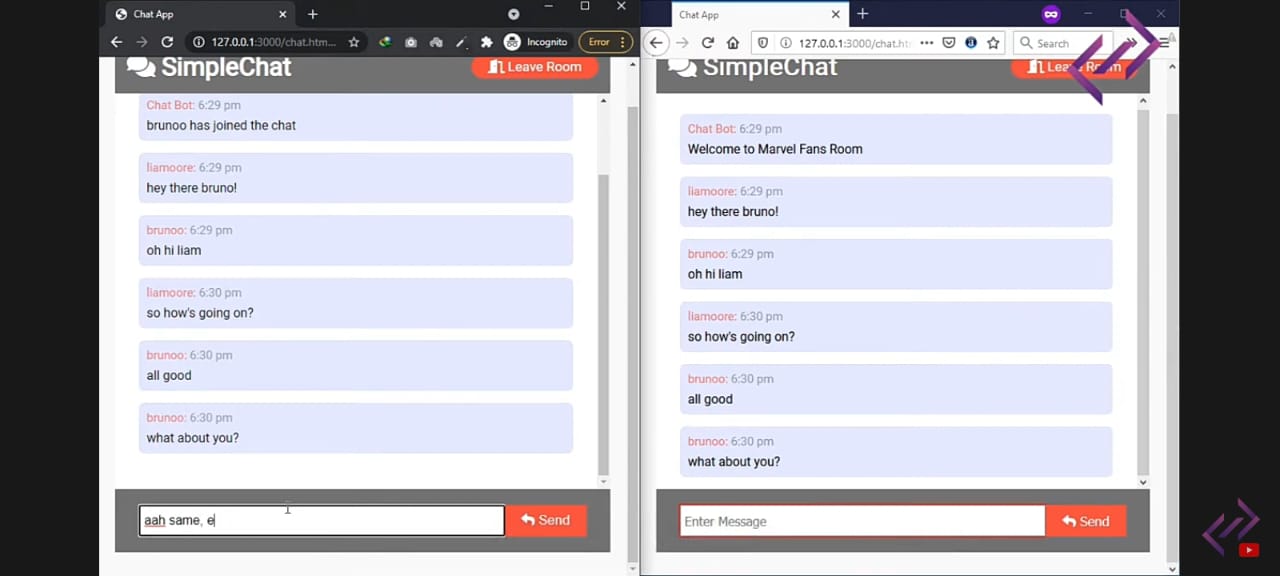 Chat App
127.0.0.1:3000/chat.htm...
Incognito
Error
SimpleChat
Leave Room
Chat Bot: 6:29 pm
brunoo has joined the chat
liamoore: 6:29 pm
hey there bruno!
brunoo: 6:29 pm
oh hi liam
liamoore: 6:30 pm
so how's going on?
brunoo: 6:30 pm
all good
brunoo: 6:30 pm
what about you?
aah same, e
Send
Chat App
127.0.0.1:3000/chat.ht
Search
SimpleChat
Leave Room
Chat Bot: 6:29 pm
Welcome to Marvel Fans Room
liamoore: 6:29 pm
hey there bruno!
brunoo: 6:29 pm
oh hi liam
liamoore: 6:30 pm
so how's going on?
brunoo: 6:30 pm
all good
brunoo: 6:30 pm
what about you?
Enter Message
Send